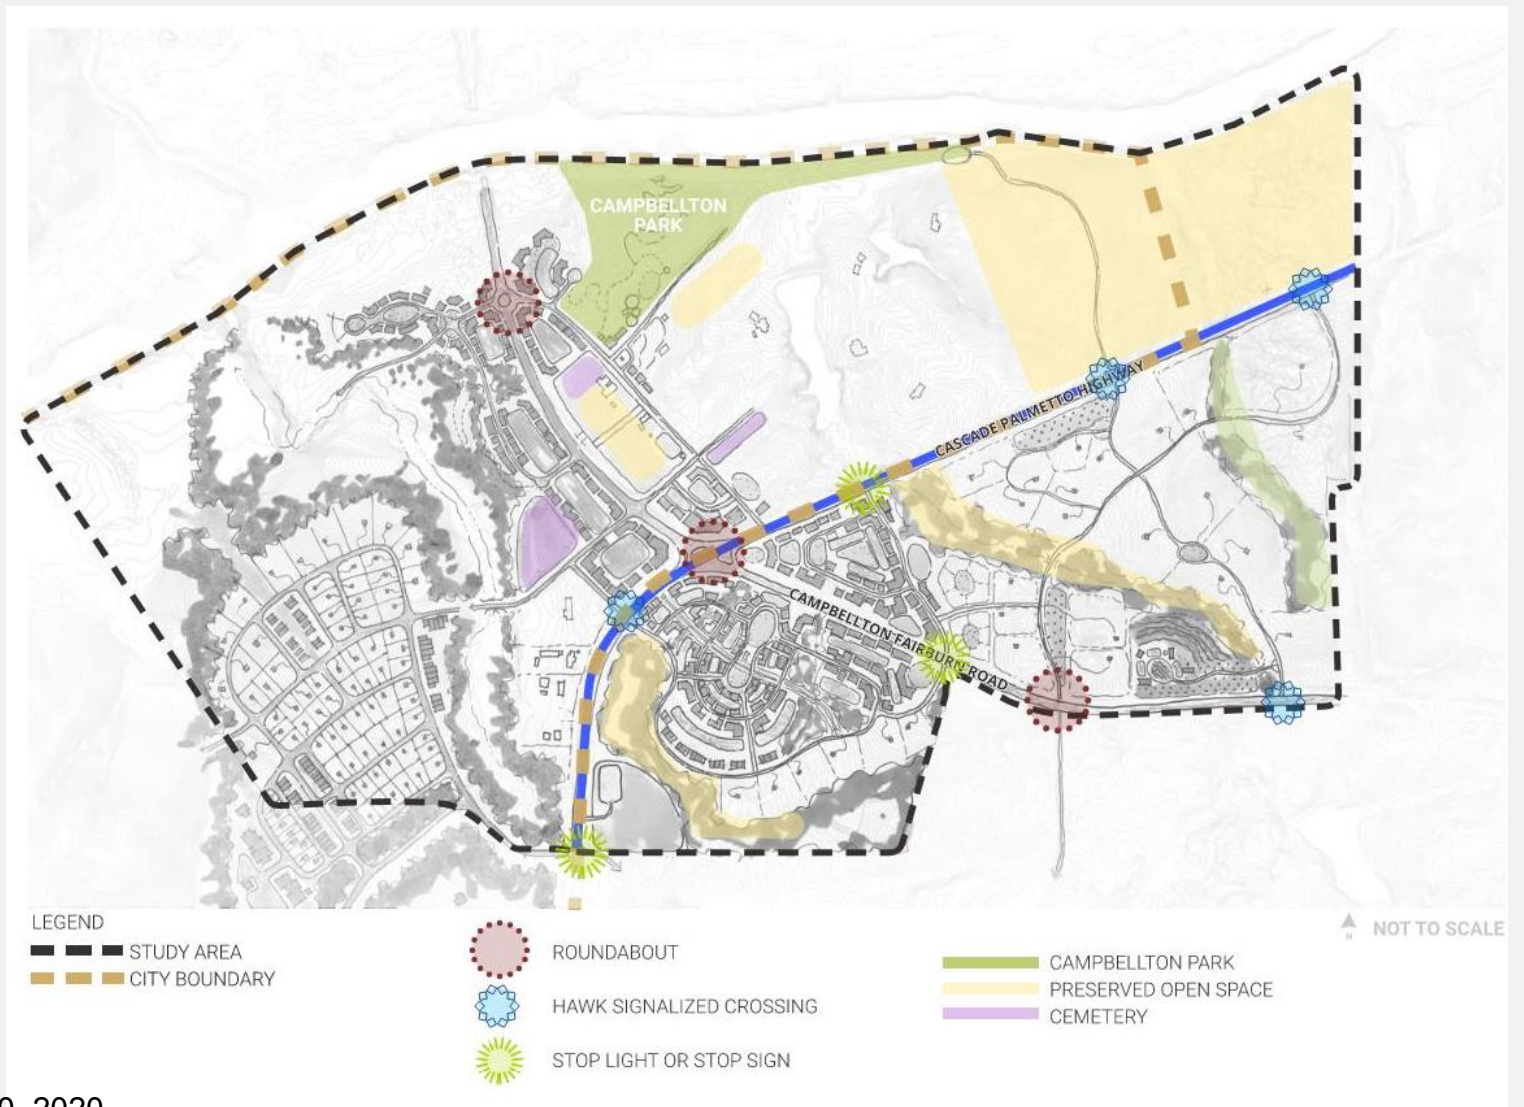 CAMPBELLTON
PARK
CASCADE PALMETTO HIGHWAY
CAMPBELLTON FAIRBURN ROAD
LEGEND
STUDY AREA
CITY BOUNDARY
ROUNDABOUT
HAWK SIGNALIZED CROSSING
STOP LIGHT OR STOP SIGN
N
NOT TO SCALE
CAMPBELLTON PARK
PRESERVED OPEN SPACE
CEMETERY
0, 2020